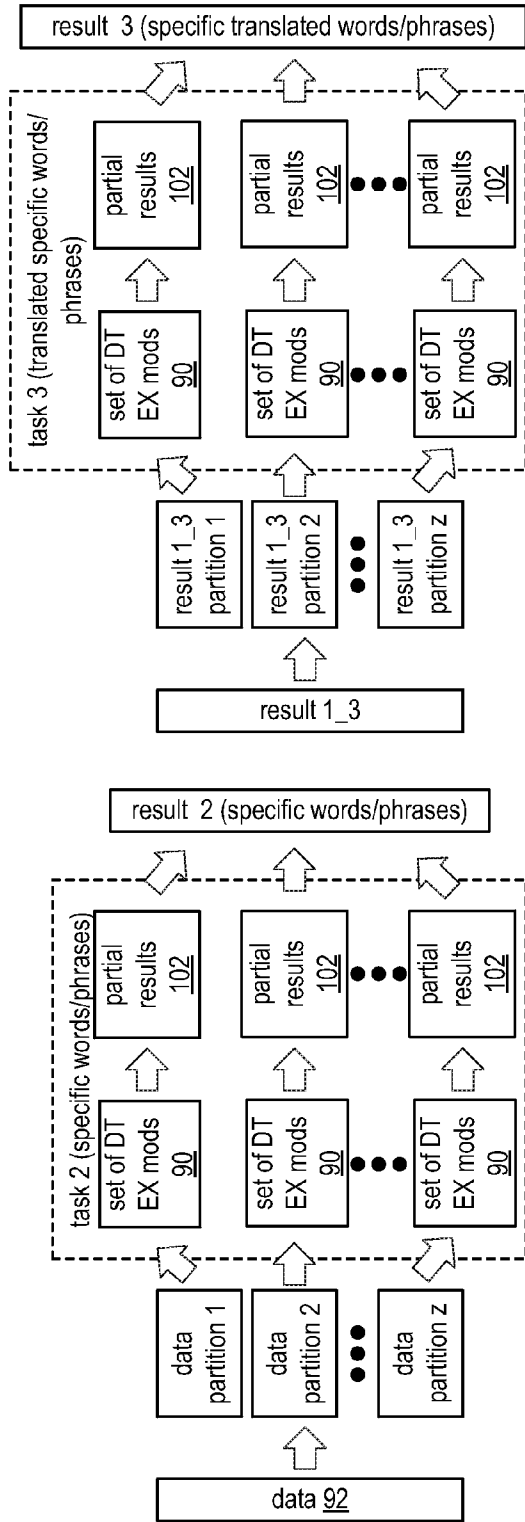 data 92
data
partition 1
data
partition 2
data
partition z
task 2 (specific words/phrases)
set of DT
EX mods
90
partial
results
102
set of DT
EX mods
90
partial
results
102
set of DT
EX mods
90
partial
results
102
result 2 (specific words/phrases)
result 1_3
result 1_3
partition 1
result 1_3
partition 2
result 1_3
partition z
task 3 (translated specific words/
phrases)
set of DT
EX mods
90
partial
results
102
set of DT
EX mods
90
partial
results
102
set of DT
EX mods
90
partial
results
102
result 3 (specific translated words/phrases)